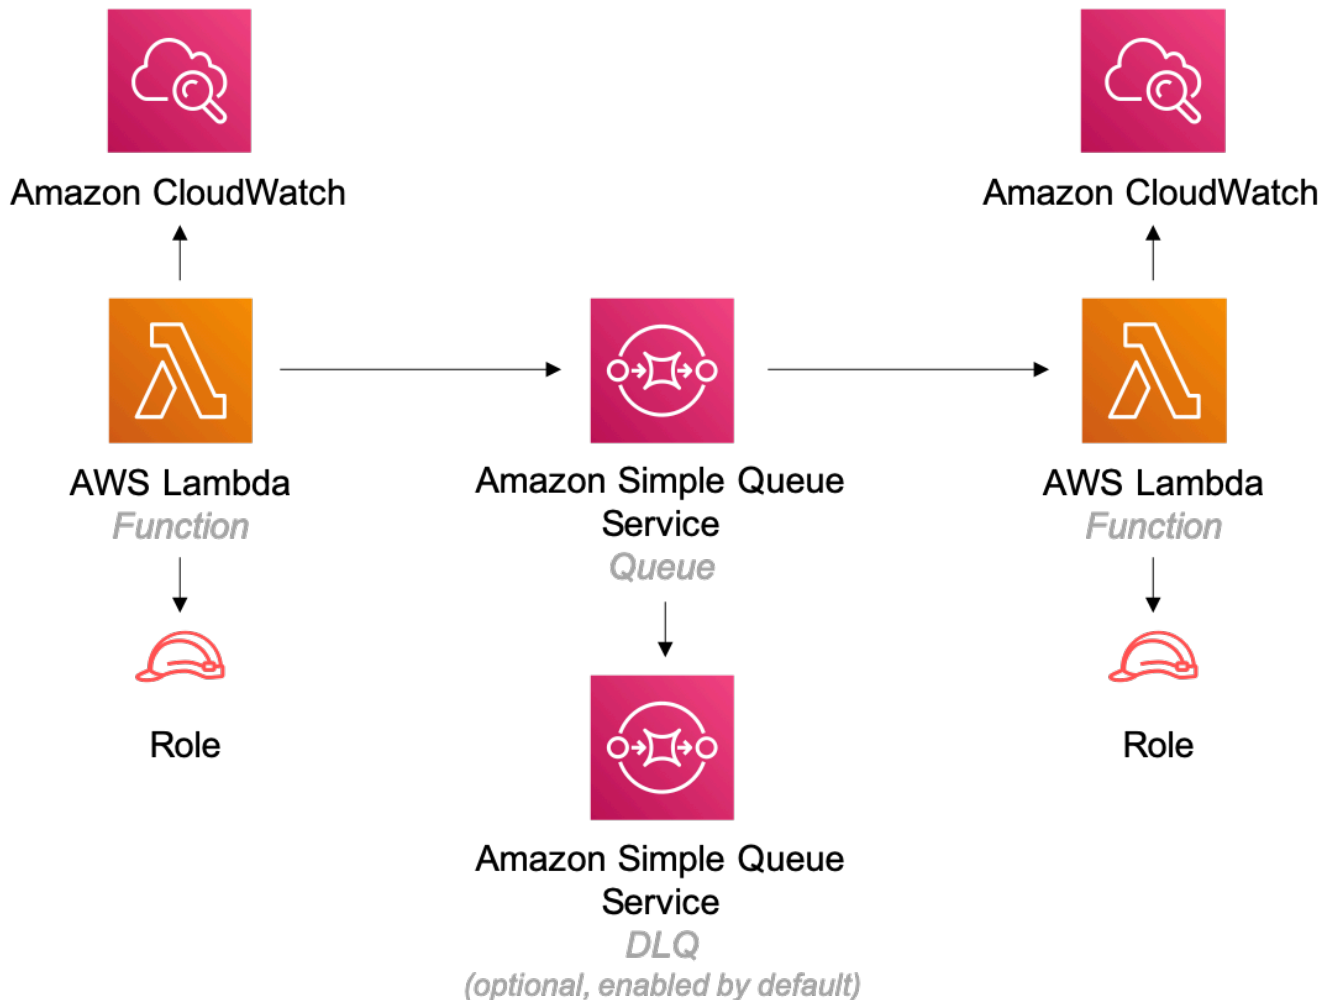 Amazon CloudWatch
Amazon CloudWatch
AWS Lambda
Function
Amazon Simple Queue
Service
Queue
AWS Lambda
Function
Role
Role
Amazon Simple Queue
Service
DLQ
(optional, enabled by default)